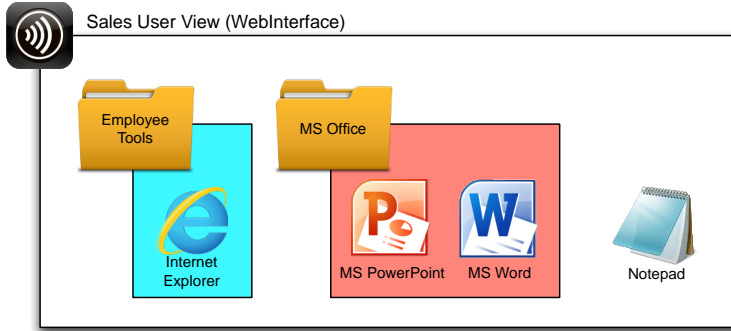 Sales User View (WebInterface)
Employee
Tools
MS Office
Internet
Explorer
MS PowerPoint
MS Word
Notepad